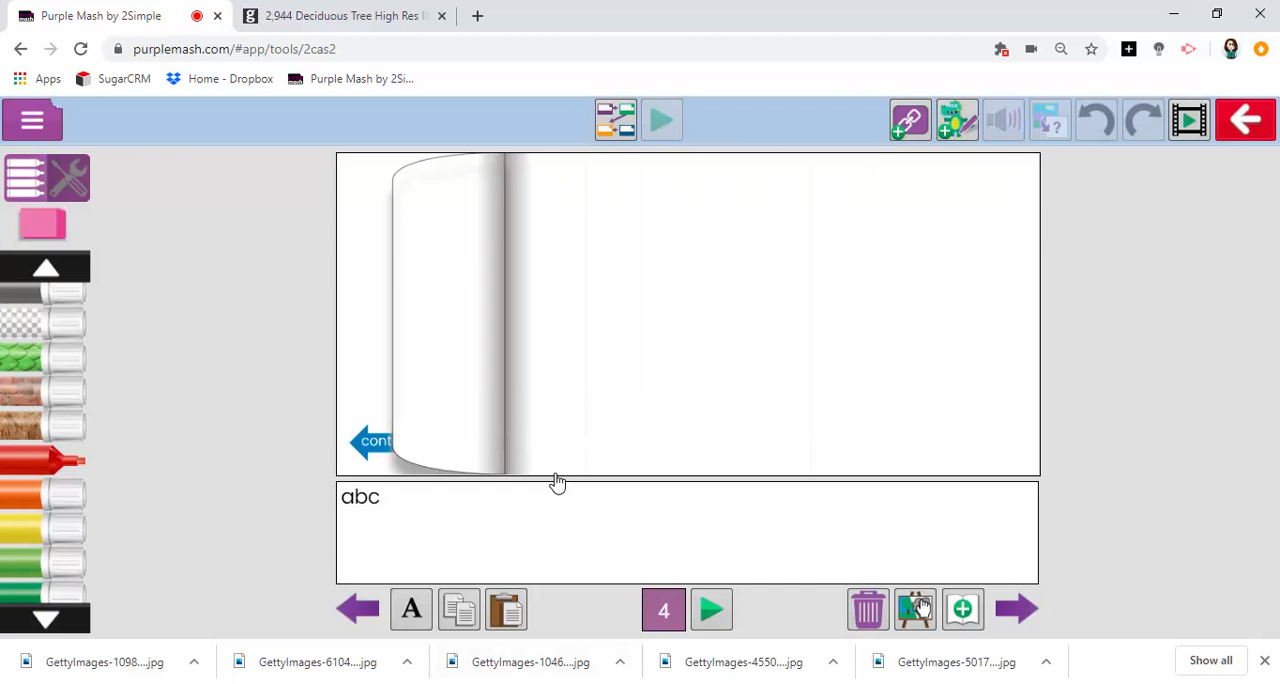 Purple Mash by 2Simple
2,944 Deciduous Tree High Res Ill
purplemash.com/#app/tools/2cas2
Apps
SugarCRM
Home - Dropbox
Purple Mash by 2Si...
cont
abc
A
4
GettyImages-1098....jpg
GettyImages-6104....jpg
GettyImages-1046....jpg
GettyImages-4550....jpg
GettyImages-5017....jpg
Show all